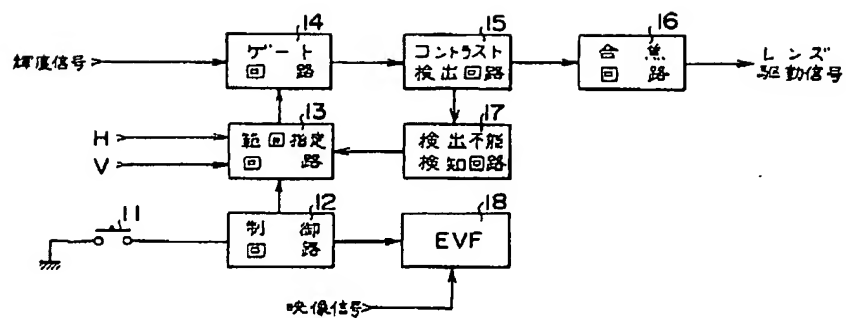 14
ゲート
回路
15
コントラスト
検出回路
16
合焦
回路
輝度信号
レンズ
駆動信号
13
範囲指定
回路
17
検出不能
検知回路
H
V
11
12
制御
回路
18
EVF
映像信号